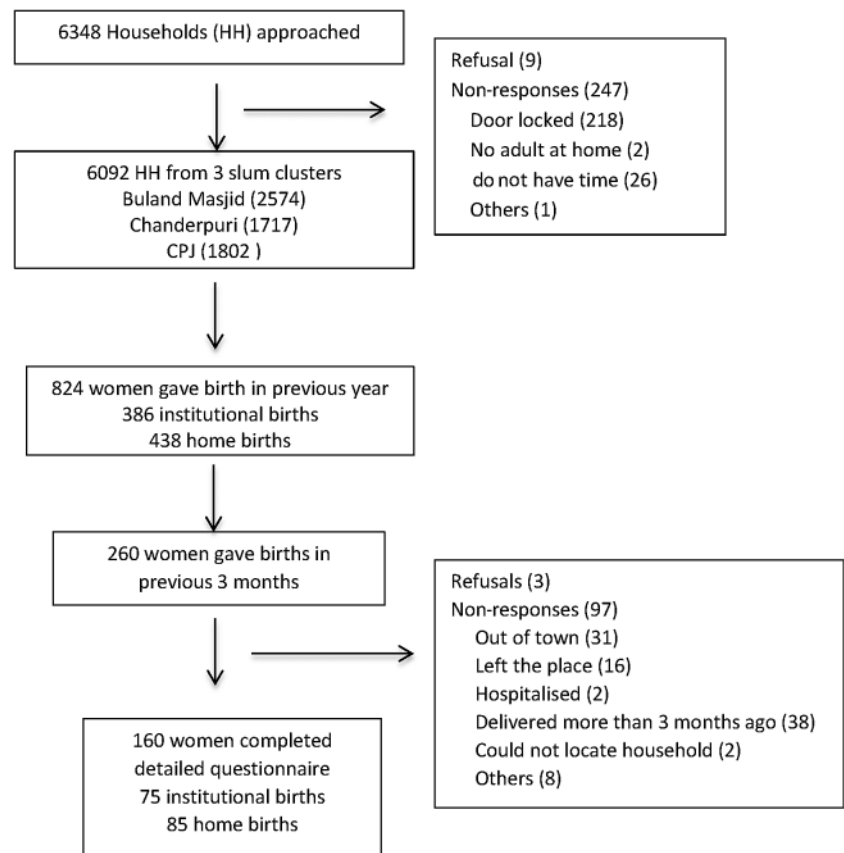 6348 Households (HH) approached
Refusal (9)
Non-responses (247)
Door locked (218)
No adult at home (2)
do not have time (26)
Others (1)
6092 HH from 3 slum clusters
Buland Masjid (2574)
Chanderpuri (1717)
CPJ (1802 )
824 women gave birth in previous year
386 institutional births
438 home births
260 women gave births in
previous 3 months
Refusals (3)
Non-responses (97)
Out of town (31)
Left the place (16)
Hospitalised (2)
Delivered more than 3 months ago (38)
Could not locate household (2)
Others (8)
160 women completed
detailed questionnaire
75 institutional births
85 home births